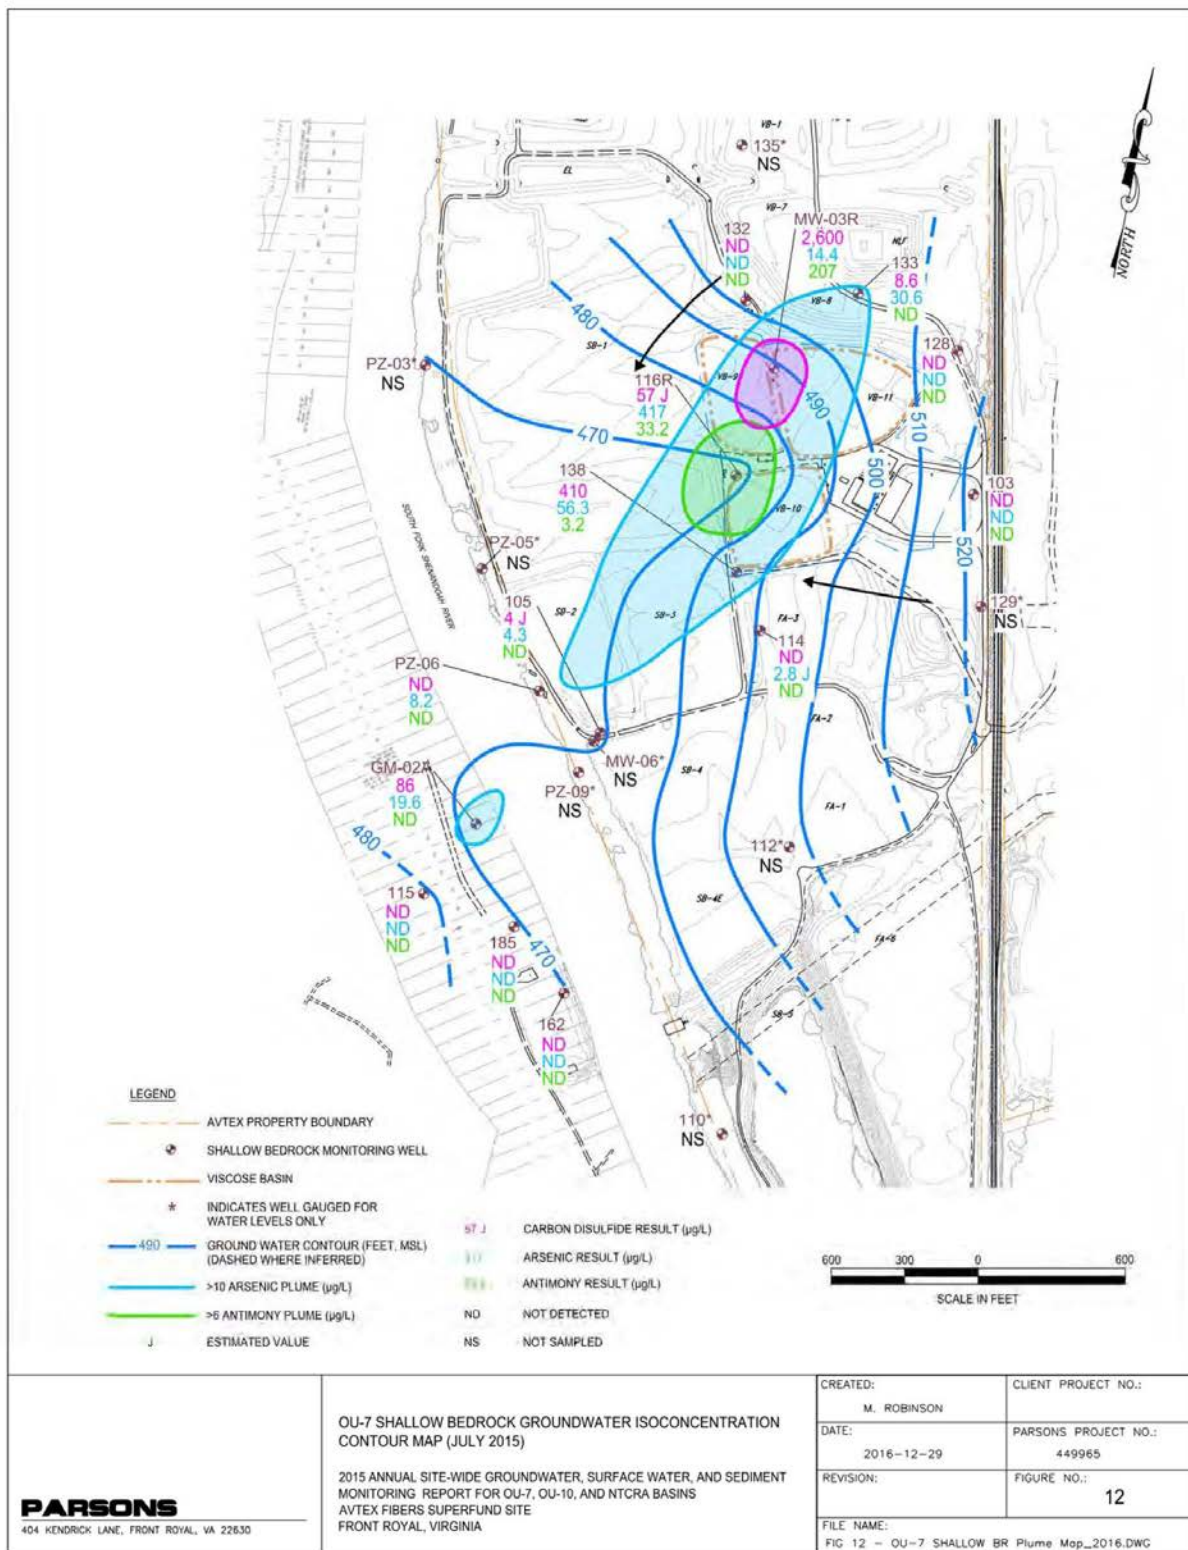 VB-1
135*
NS
EL
VB-7
MW-03R
2,600
14.4
207
132
ND
ND
ND
NLF
133
8.6
30.6
ND
VB-8
NORTH
480
SB-1
PZ-03*
NS
128
ND
ND
ND
116R
57 J
417
33.2
VB-9
490
VB-11
510
470
500
138
410
56.3
3.2
VB-10
103
ND
ND
ND
SOUTH FORK SHENANDOAH RIVER
PZ-05*
NS
520
105
4 J
4.3
ND
SB-2
SB-3
FA-3
129*
NS
114
ND
2.8 J
ND
PZ-06
ND
8.2
ND
FA-2
MW-06*
NS
SB-4
GM-02A
86
19.6
ND
PZ-09*
NS
FA-1
480
112*
NS
115
ND
ND
ND
SB-4E
185
ND
ND
ND
470
FA-6
162
ND
ND
ND
SB-5
110*
NS
LEGEND
AVTEX PROPERTY BOUNDARY
SHALLOW BEDROCK MONITORING WELL
VISCOSE BASIN
* INDICATES WELL GAUGED FOR
WATER LEVELS ONLY
490 GROUND WATER CONTOUR (FEET, MSL)
(DASHED WHERE INFERRED)
>10 ARSENIC PLUME (µg/L)
>6 ANTIMONY PLUME (µg/L)
J ESTIMATED VALUE
57 J CARBON DISULFIDE RESULT (µg/L)
ARSENIC RESULT (µg/L)
ANTIMONY RESULT (µg/L)
ND NOT DETECTED
NS NOT SAMPLED
600 300 0 600
SCALE IN FEET
PARSONS
404 KENDRICK LANE, FRONT ROYAL, VA 22630
OU-7 SHALLOW BEDROCK GROUNDWATER ISOCONCENTRATION
CONTOUR MAP (JULY 2015)
2015 ANNUAL SITE-WIDE GROUNDWATER, SURFACE WATER, AND SEDIMENT
MONITORING REPORT FOR OU-7, OU-10, AND NTCRA BASINS
AVTEX FIBERS SUPERFUND SITE
FRONT ROYAL, VIRGINIA
CREATED:
M. ROBINSON
CLIENT PROJECT NO.:
DATE:
2016-12-29
PARSONS PROJECT NO.:
449965
REVISION:
FIGURE NO.:
12
FILE NAME:
FIG 12 - OU-7 SHALLOW BR Plume Map_2016.DWG